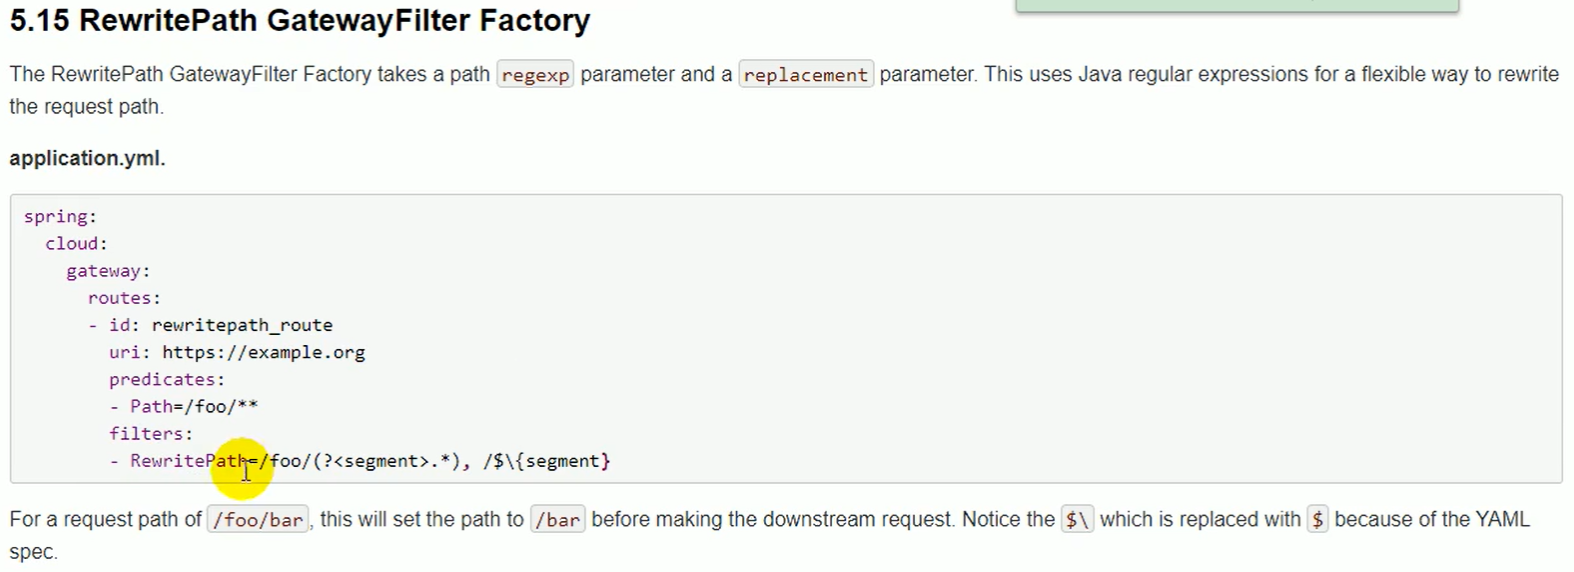 5.15 RewritePath GatewayFilter Factory
The RewritePath GatewayFilter Factory takes a path regexp parameter and a replacement parameter. This uses Java regular expressions for a flexible way to rewrite
the request path.
application.yml.
spring:
  cloud:
    gateway:
      routes:
      - id: rewritepath_route
        uri: https://example.org
        predicates:
        - Path=/foo/**
        filters:
        - RewritePath=/foo/(?<segment>.*), /$\{segment}
For a request path of /foo/bar, this will set the path to /bar before making the downstream request. Notice the $\ which is replaced with $ because of the YAML
spec.